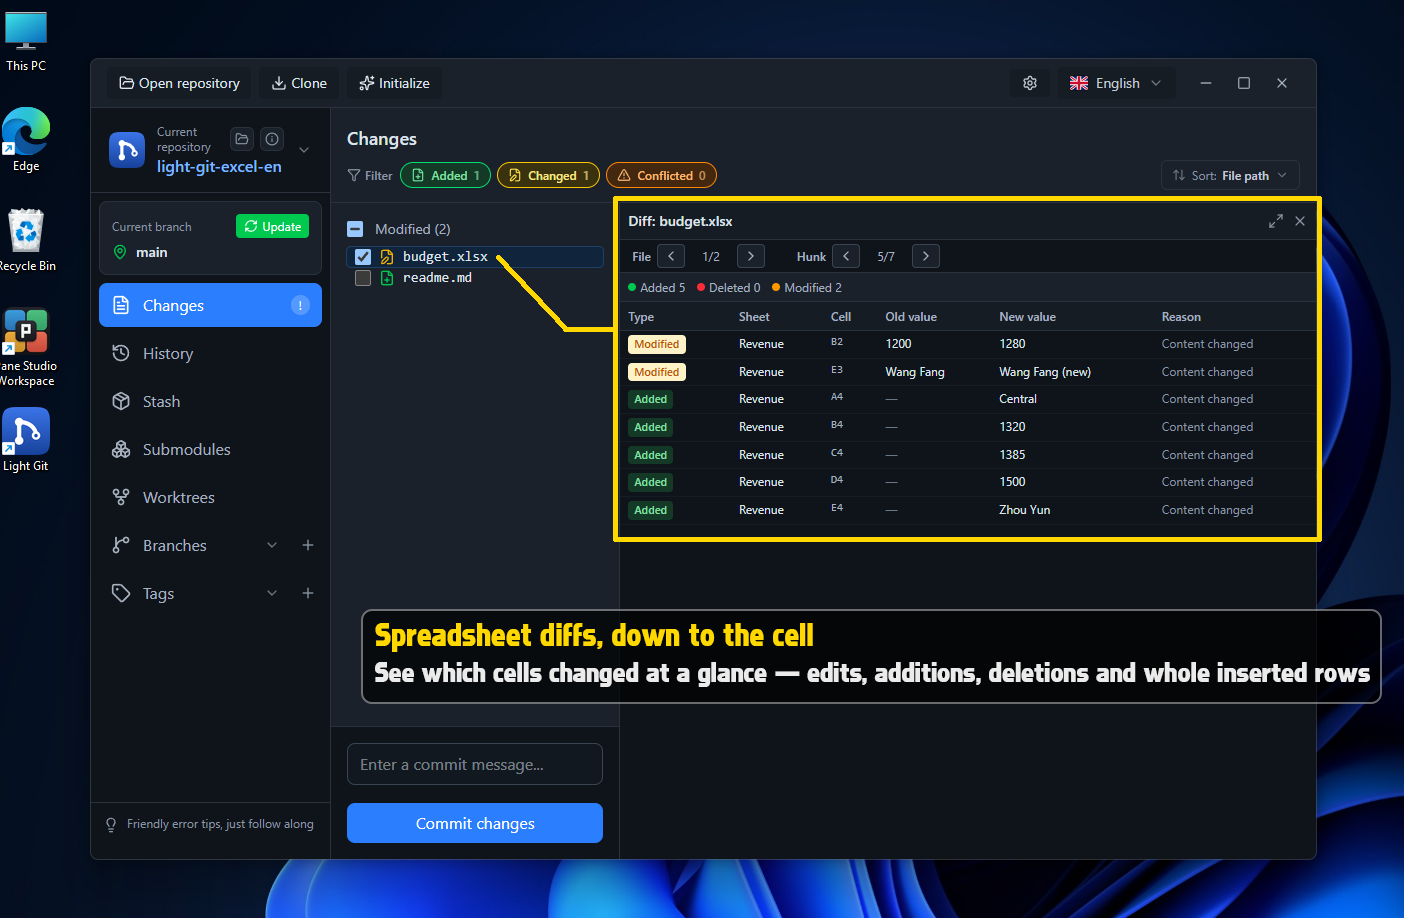 This PC
Edge
Recycle Bin
Pane Studio
Workspace
Light Git
Open repository
Clone
Initialize
English
Current
repository
light-git-excel-en
Current branch
Update
main
Changes
!
History
Stash
Submodules
Worktrees
Branches
Tags
Friendly error tips, just follow along
Changes
Filter
Added 1
Changed 1
Conflicted 0
Sort: File path
Modified (2)
budget.xlsx
readme.md
Diff: budget.xlsx
File 1/2 Hunk 5/7
Added 5 Deleted 0 Modified 2
Type Sheet Cell Old value New value Reason
Modified Revenue B2 1200 1280 Content changed
Modified Revenue E3 Wang Fang Wang Fang (new) Content changed
Added Revenue A4 — Central Content changed
Added Revenue B4 — 1320 Content changed
Added Revenue C4 — 1385 Content changed
Added Revenue D4 — 1500 Content changed
Added Revenue E4 — Zhou Yun Content changed
Spreadsheet diffs, down to the cell
See which cells changed at a glance — edits, additions, deletions and whole inserted rows
Enter a commit message...
Commit changes